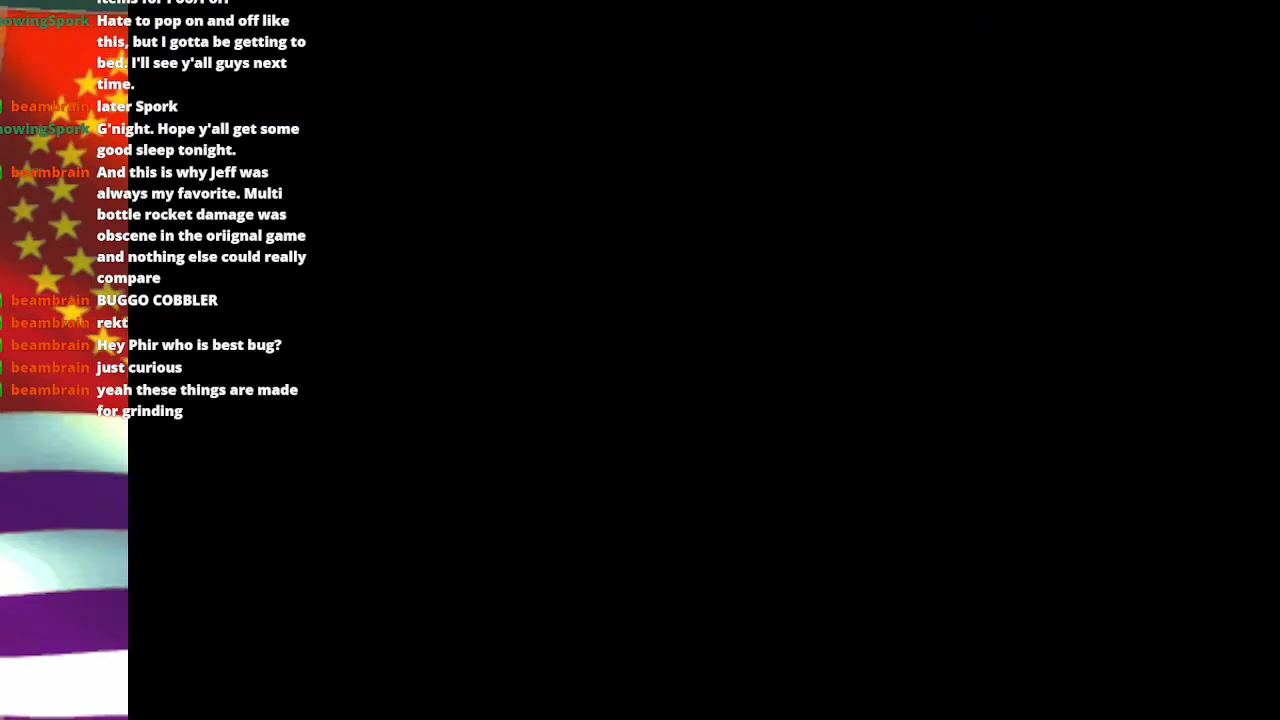 Hate to pop on and off like
this, but I gotta be getting to
bed. I'll see y'all guys next
time.
beambrain later Spork
owingSpork G'night. Hope y'all get some
good sleep tonight.
beambrain And this is why Jeff was
always my favorite. Multi
bottle rocket damage was
obscene in the oriignal game
and nothing else could really
compare
beambrain BUGGO COBBLER
beambrain rekt
beambrain Hey Phir who is best bug?
beambrain just curious
beambrain yeah these things are made
for grinding